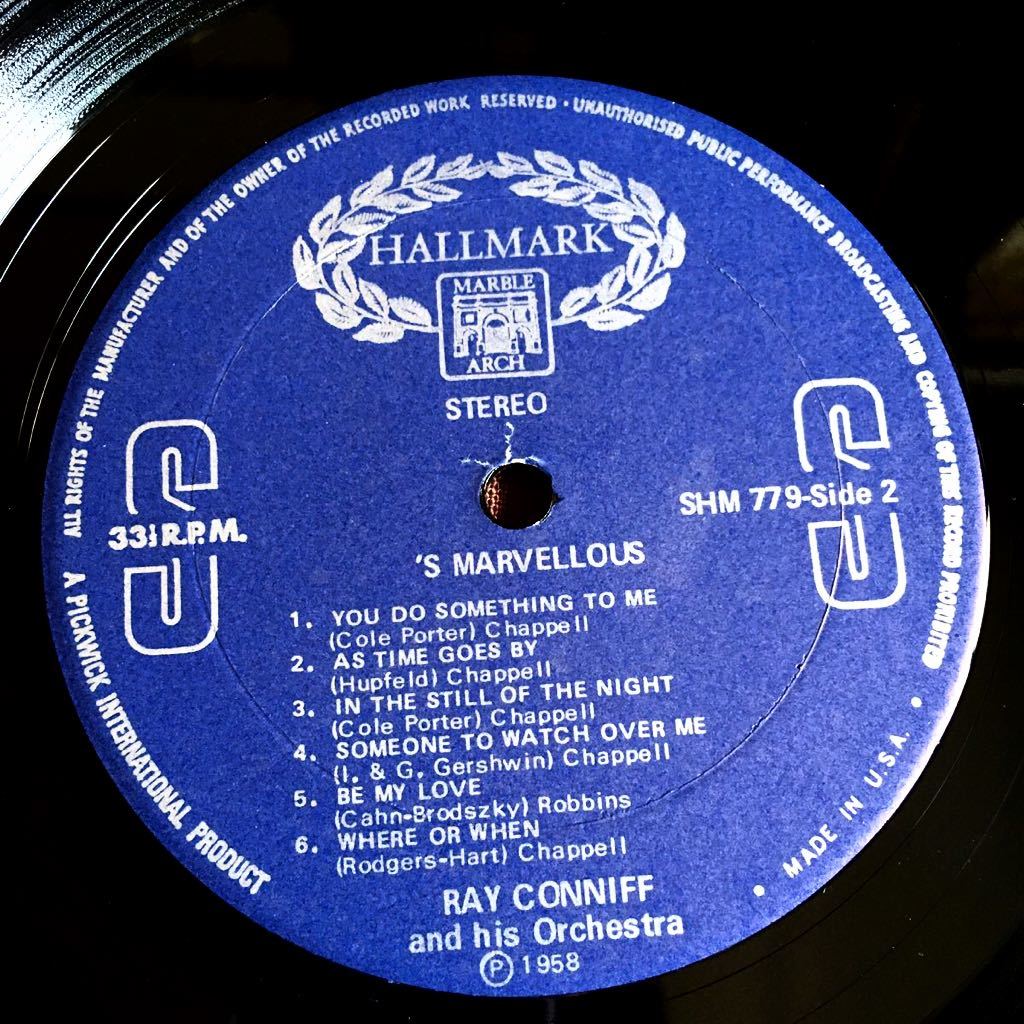 ALL RIGHTS OF THE MANUFACTURER AND OF THE OWNER OF THE RECORDED WORK RESERVED · UNAUTHORISED PUBLIC PERFORMANCE BROADCASTING AND COPYING OF THIS RECORD PROHIBITED
HALLMARK
MARBLE
ARCH
STEREO
33⅓ R.P.M.
SHM 779-Side 2
'S MARVELLOUS
1. YOU DO SOMETHING TO ME
(Cole Porter) Chappell
2. AS TIME GOES BY
(Hupfeld) Chappell
3. IN THE STILL OF THE NIGHT
(Cole Porter) Chappell
4. SOMEONE TO WATCH OVER ME
(I. & G. Gershwin) Chappell
5. BE MY LOVE
(Cahn-Brodszky) Robbins
6. WHERE OR WHEN
(Rodgers-Hart) Chappell
RAY CONNIFF
and his Orchestra
Ⓟ 1958
A PICKWICK INTERNATIONAL PRODUCT
• MADE IN U.S.A. •